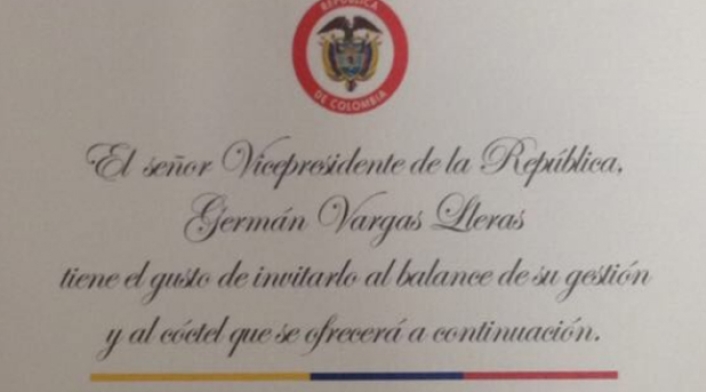 REPÚBLICA
DE COLOMBIA
El señor Vicepresidente de la República,
Germán Vargas Lleras
tiene el gusto de invitarlo al balance de su gestión
y al cóctel que se ofrecerá a continuación.